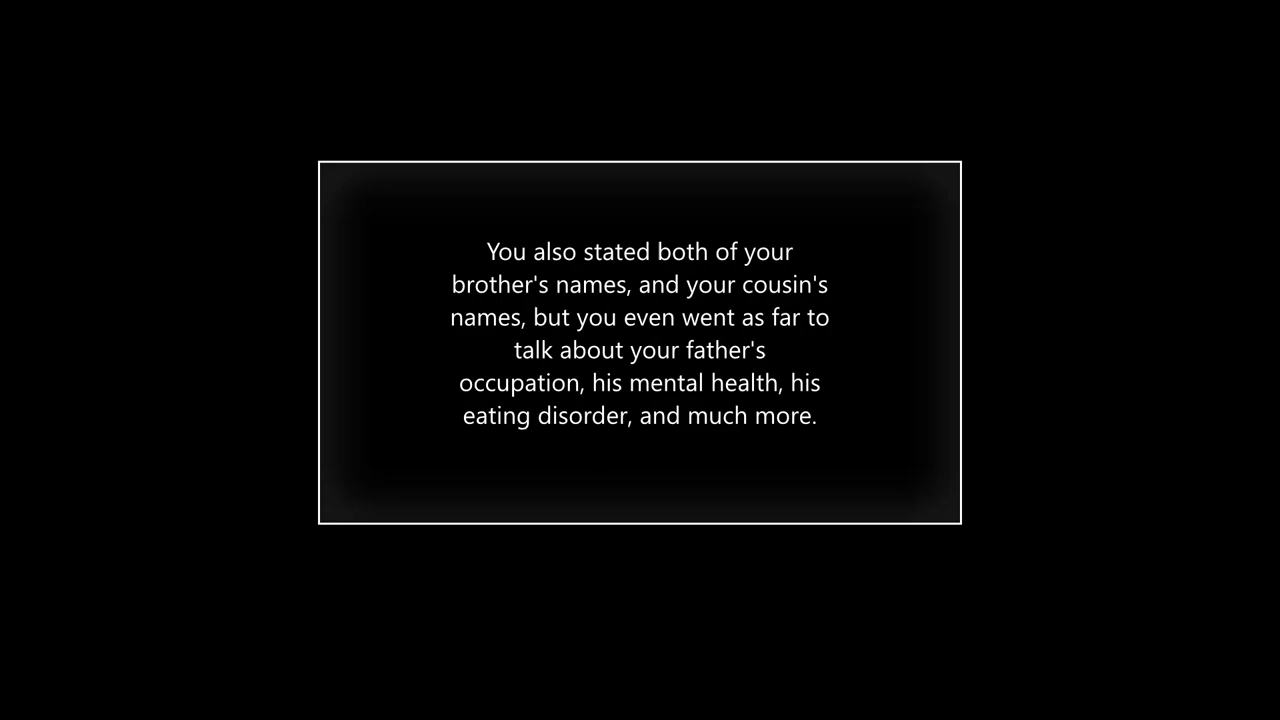 You also stated both of your
brother's names, and your cousin's
names, but you even went as far to
talk about your father's
occupation, his mental health, his
eating disorder, and much more.